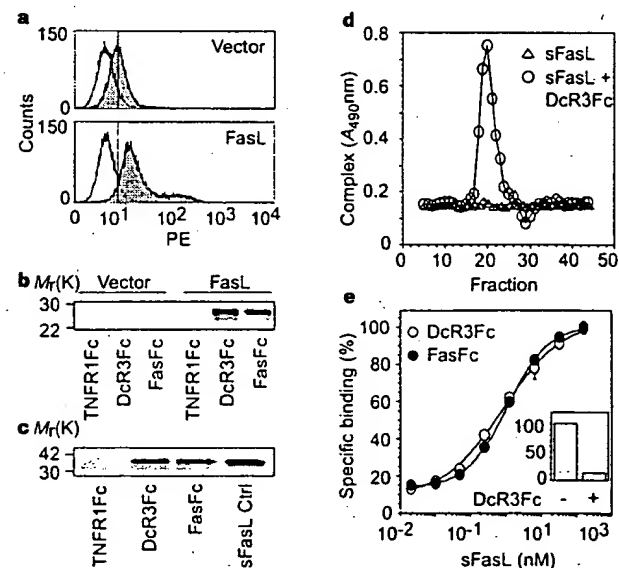 a
150
Vector
0
150
FasL
0
Counts
0 10¹ 10² 10³ 10⁴
PE
b Mr(K)
Vector FasL
30
22
TNFR1Fc
DcR3Fc
FasFc
TNFR1Fc
DcR3Fc
FasFc
c Mr(K)
42
30
TNFR1Fc
DcR3Fc
FasFc
sFasL Ctrl
d
0.8
0.6
0.4
0.2
0
Complex (A490nm)
sFasL
sFasL +
DcR3Fc
0 10 20 30 40 50
Fraction
e
100
80
60
40
20
0
Specific binding (%)
DcR3Fc
FasFc
100
50
0
DcR3Fc - +
10⁻² 10⁻¹ 10¹ 10³
sFasL (nM)